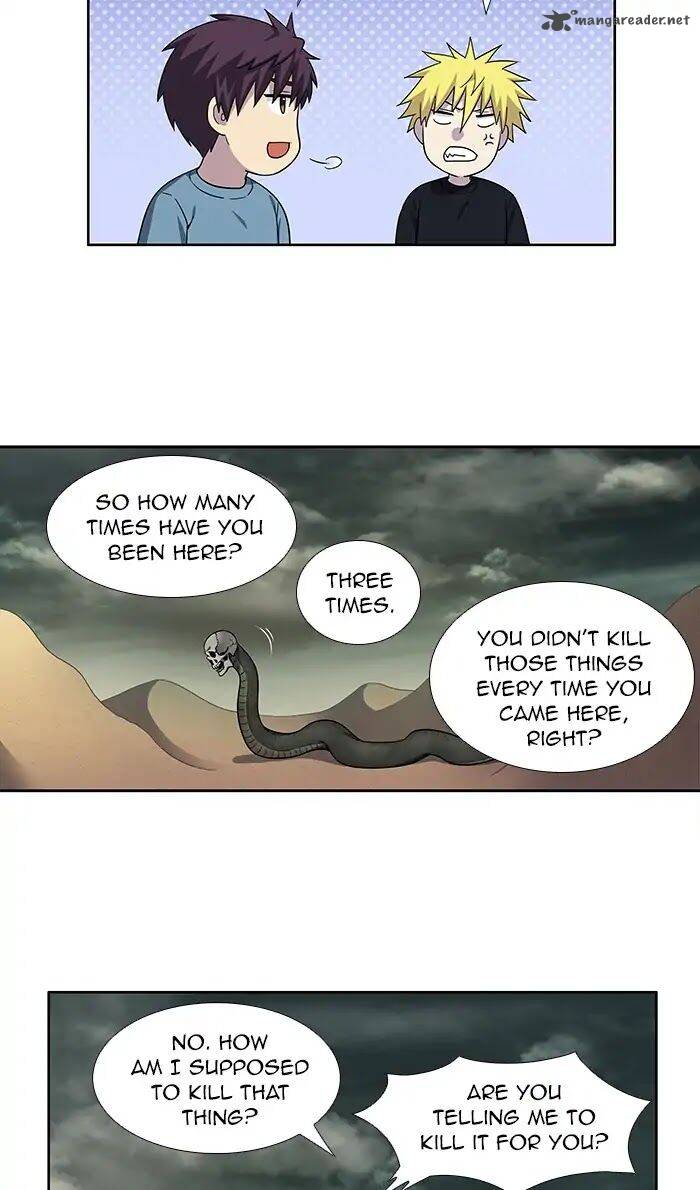 mangareader.net
SO HOW MANY
TIMES HAVE YOU
BEEN HERE?
THREE
TIMES.
YOU DIDN'T KILL
THOSE THINGS
EVERY TIME YOU
CAME HERE,
RIGHT?
NO. HOW
AM I SUPPOSED
TO KILL THAT
THING?
ARE YOU
TELLING ME TO
KILL IT FOR YOU?